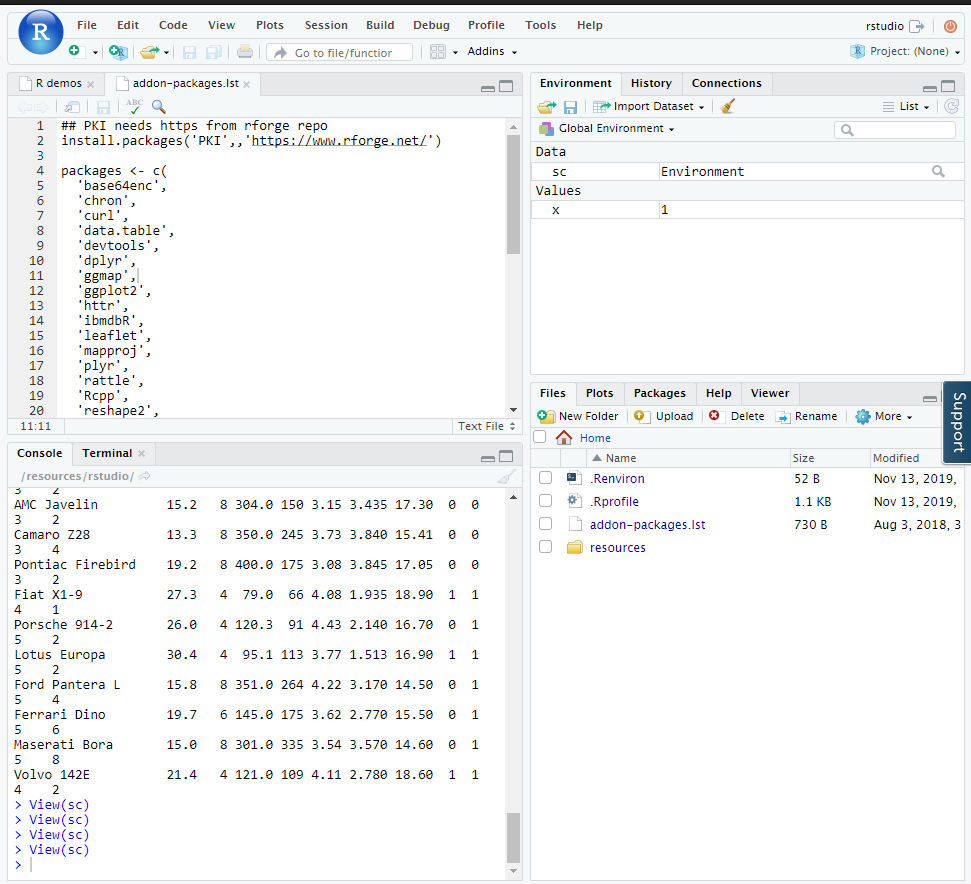 R
File Edit Code View Plots Session Build Debug Profile Tools Help
rstudio
Go to file/function
Addins
Project: (None)
R demos
addon-packages.lst
ABC
1 ## PKI needs https from rforge repo
2 install.packages('PKI',,'https://www.rforge.net/')
3
4 packages <- c(
5 'base64enc',
6 'chron',
7 'curl',
8 'data.table',
9 'devtools',
10 'dplyr',
11 'ggmap',
12 'ggplot2',
13 'httr',
14 'ibmdbR',
15 'leaflet',
16 'mapproj',
17 'plyr',
18 'rattle',
19 'Rcpp',
20 'reshape2',
11:11
Text File
Console Terminal
/resources/rstudio/
3 2
AMC Javelin 15.2 8 304.0 150 3.15 3.435 17.30 0 0
3 2
Camaro Z28 13.3 8 350.0 245 3.73 3.840 15.41 0 0
3 4
Pontiac Firebird 19.2 8 400.0 175 3.08 3.845 17.05 0 0
3 2
Fiat X1-9 27.3 4 79.0 66 4.08 1.935 18.90 1 1
4 1
Porsche 914-2 26.0 4 120.3 91 4.43 2.140 16.70 0 1
5 2
Lotus Europa 30.4 4 95.1 113 3.77 1.513 16.90 1 1
5 2
Ford Pantera L 15.8 8 351.0 264 4.22 3.170 14.50 0 1
5 4
Ferrari Dino 19.7 6 145.0 175 3.62 2.770 15.50 0 1
5 6
Maserati Bora 15.0 8 301.0 335 3.54 3.570 14.60 0 1
5 8
Volvo 142E 21.4 4 121.0 109 4.11 2.780 18.60 1 1
4 2
> View(sc)
> View(sc)
> View(sc)
> View(sc)
>
Environment History Connections
Import Dataset
List
Global Environment
Data
sc Environment
Values
x 1
Files Plots Packages Help Viewer
New Folder Upload Delete Rename More
Home
Name Size Modified
.Renviron 52 B Nov 13, 2019,
.Rprofile 1.1 KB Nov 13, 2019,
addon-packages.lst 730 B Aug 3, 2018, 3
resources
Support